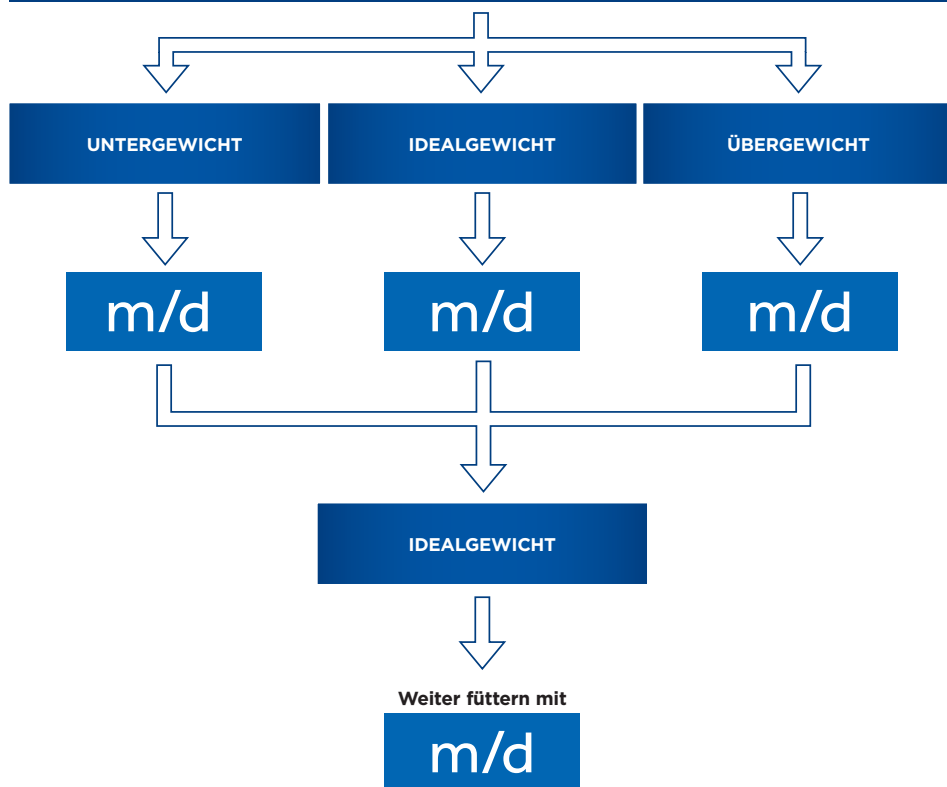 UNTERGEWICHT
IDEALGEWICHT
ÜBERGEWICHT
m/d
m/d
m/d
IDEALGEWICHT
Weiter füttern mit
m/d